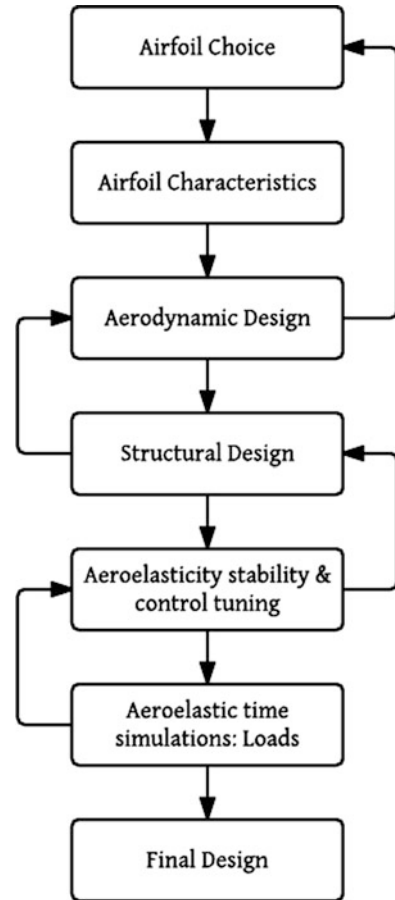 Airfoil Choice
Airfoil Characteristics
Aerodynamic Design
Structural Design
Aeroelasticity stability &
control tuning
Aeroelastic time
simulations: Loads
Final Design